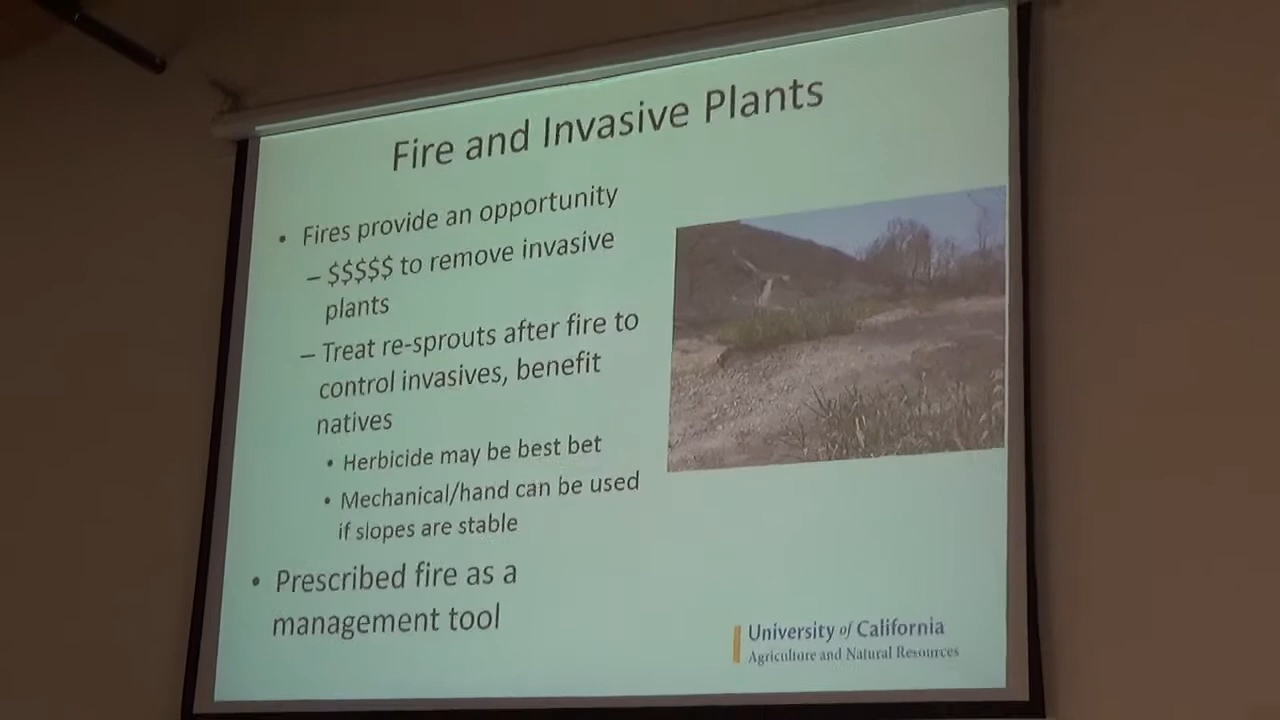 Fire and Invasive Plants
• Fires provide an opportunity
– $$$$$ to remove invasive
plants
– Treat re-sprouts after fire to
control invasives, benefit
natives
• Herbicide may be best bet
• Mechanical/hand can be used
if slopes are stable
• Prescribed fire as a
management tool
University of California
Agriculture and Natural Resources